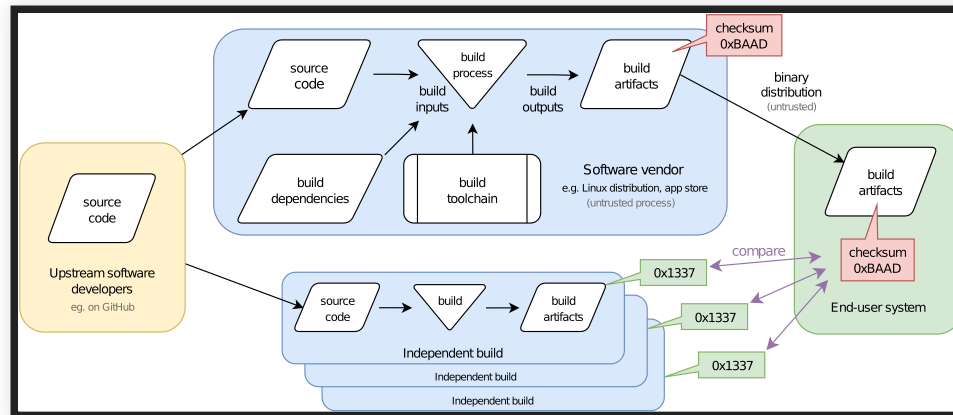 checksum
0xBAAD
source
code
build
process
build
artifacts
build
inputs
build
outputs
binary
distribution
(untrusted)
build
dependencies
build
toolchain
Software vendor
e.g. Linux distribution, app store
(untrusted process)
source
code
Upstream software
developers
eg. on GitHub
build
artifacts
checksum
0xBAAD
End-user system
compare
source
code
build
build
artifacts
Independent build
0x1337
Independent build
0x1337
Independent build
0x1337